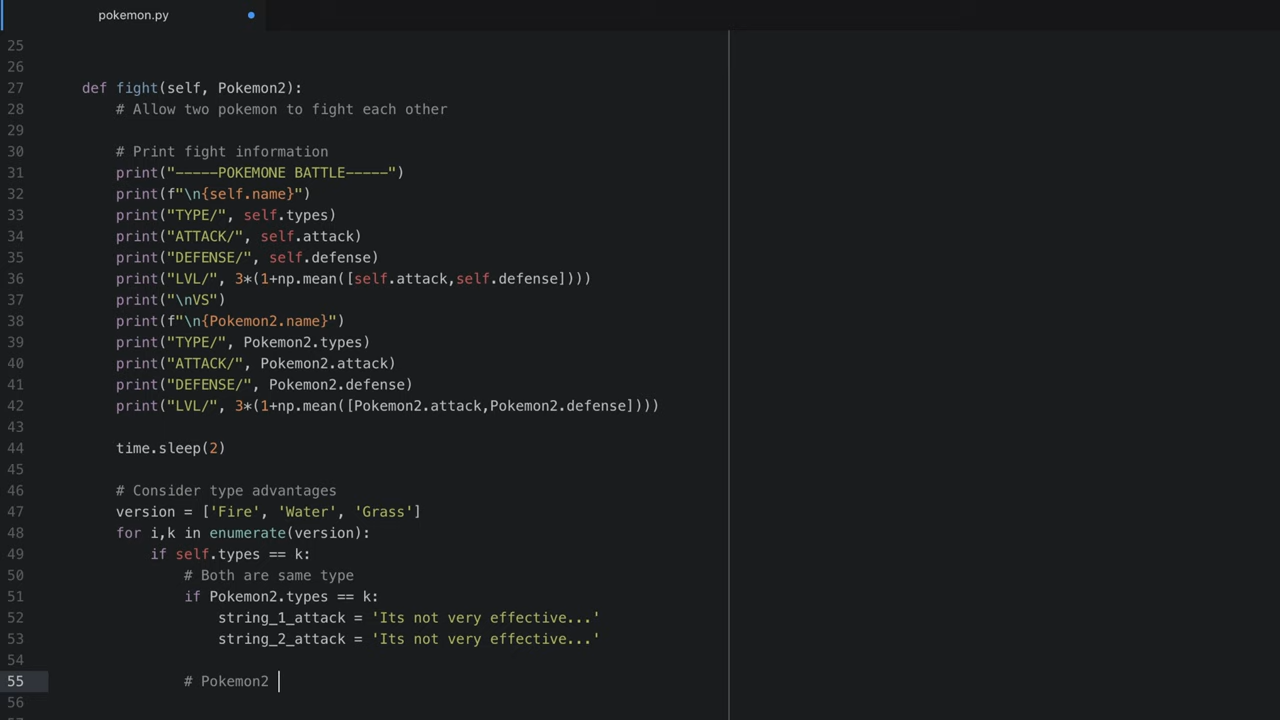 pokemon.py
25
26
27 def fight(self, Pokemon2):
28 # Allow two pokemon to fight each other
29
30 # Print fight information
31 print("-----POKEMONE BATTLE-----")
32 print(f"\n{self.name}")
33 print("TYPE/", self.types)
34 print("ATTACK/", self.attack)
35 print("DEFENSE/", self.defense)
36 print("LVL/", 3*(1+np.mean([self.attack,self.defense])))
37 print("\nVS")
38 print(f"\n{Pokemon2.name}")
39 print("TYPE/", Pokemon2.types)
40 print("ATTACK/", Pokemon2.attack)
41 print("DEFENSE/", Pokemon2.defense)
42 print("LVL/", 3*(1+np.mean([Pokemon2.attack,Pokemon2.defense])))
43
44 time.sleep(2)
45
46 # Consider type advantages
47 version = ['Fire', 'Water', 'Grass']
48 for i,k in enumerate(version):
49 if self.types == k:
50 # Both are same type
51 if Pokemon2.types == k:
52 string_1_attack = 'Its not very effective...'
53 string_2_attack = 'Its not very effective...'
54
55 # Pokemon2
56